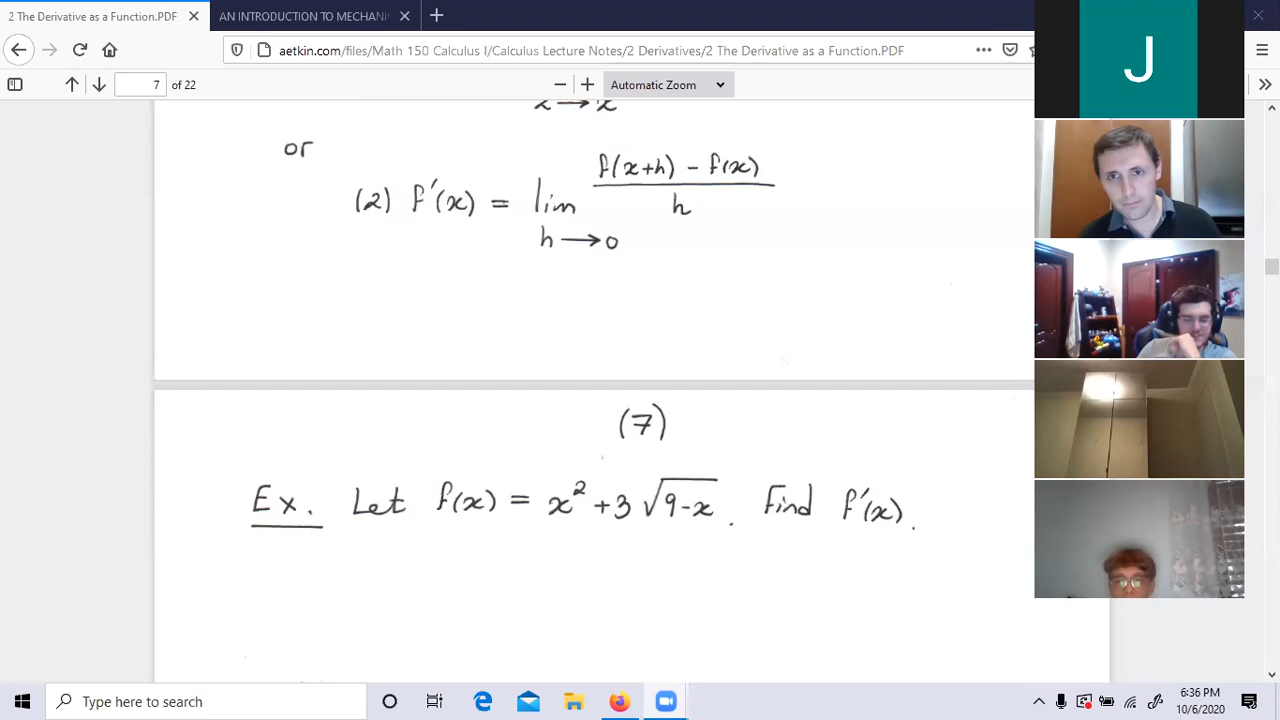 2 The Derivative as a Function.PDF
AN INTRODUCTION TO MECHANI
aetkin.com/files/Math 150 Calculus I/Calculus Lecture Notes/2 Derivatives/2 The Derivative as a Function.PDF
7 of 22
Automatic Zoom
z → x
or
(2) f'(x) = lim f(x+h) - f(x) / h
h → 0
(7)
Ex. Let f(x) = x² + 3√9-x. Find f'(x).
J
Type here to search
6:36 PM
10/6/2020